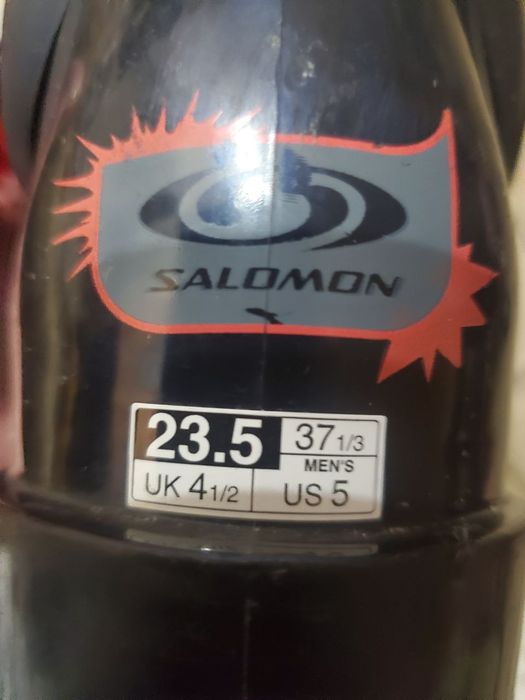 SALOMON
23.5 37 1/3
MEN'S
UK 4 1/2 US 5